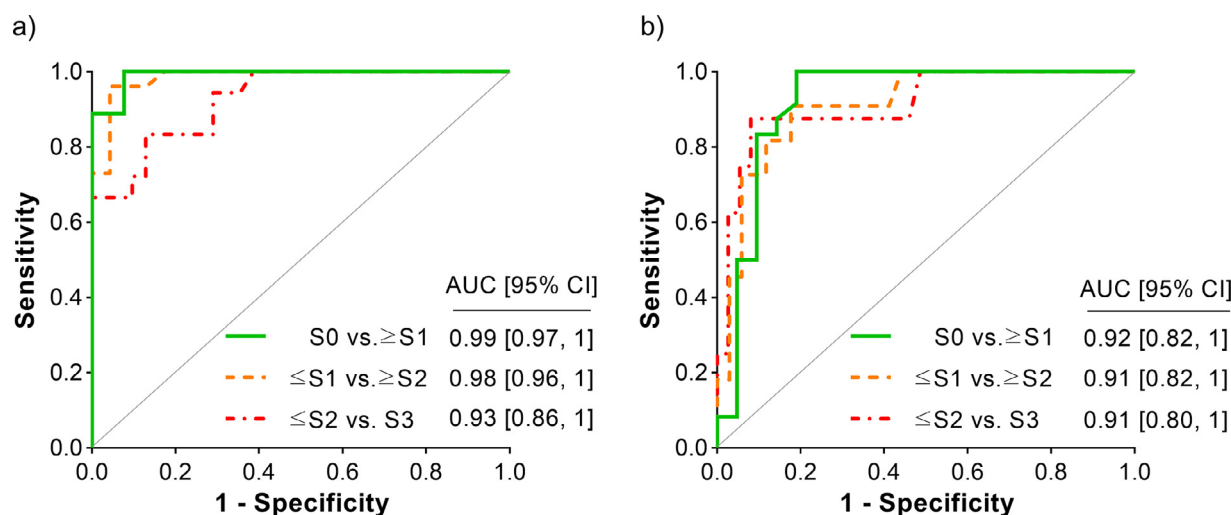 a)
1.0
0.8
0.6
0.4
0.2
0.0
Sensitivity
AUC [95% CI]
S0 vs.≥S1 0.99 [0.97, 1]
≤S1 vs.≥S2 0.98 [0.96, 1]
≤S2 vs. S3 0.93 [0.86, 1]
0.0 0.2 0.4 0.6 0.8 1.0
1 - Specificity
b)
1.0
0.8
0.6
0.4
0.2
0.0
Sensitivity
AUC [95% CI]
S0 vs.≥S1 0.92 [0.82, 1]
≤S1 vs.≥S2 0.91 [0.82, 1]
≤S2 vs. S3 0.91 [0.80, 1]
0.0 0.2 0.4 0.6 0.8 1.0
1 - Specificity